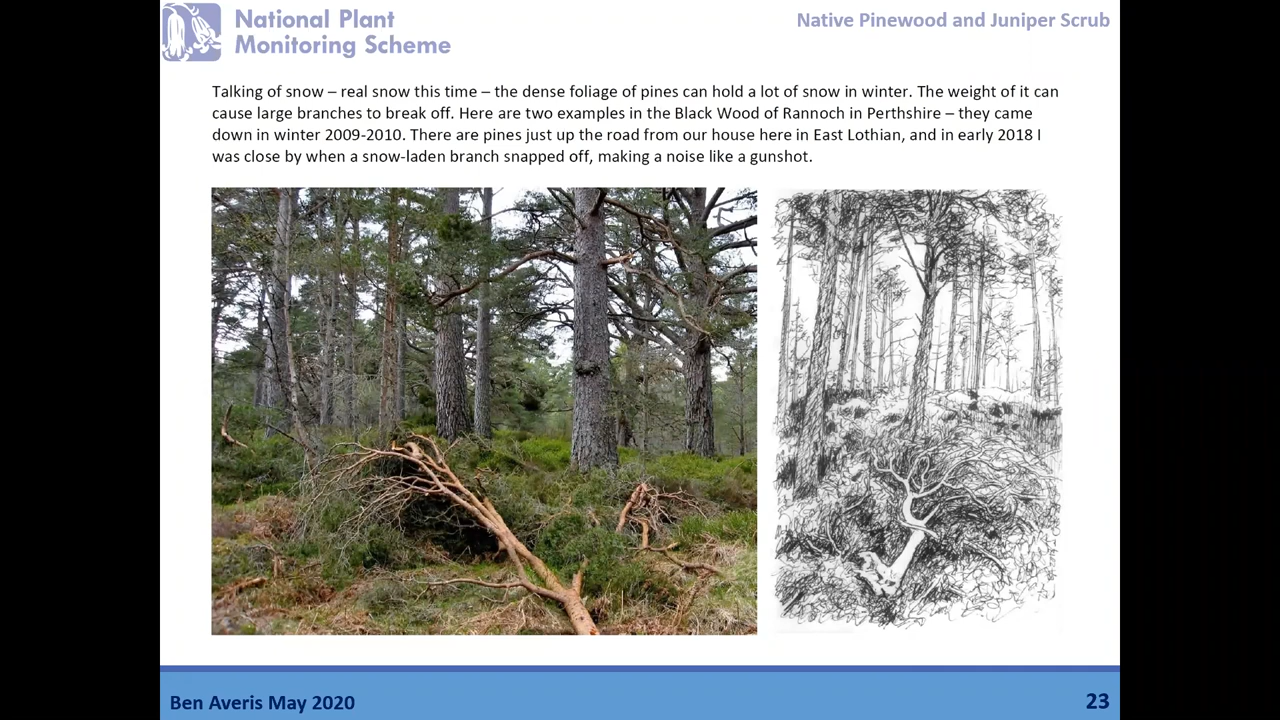 National Plant
Monitoring Scheme
Native Pinewood and Juniper Scrub
Talking of snow – real snow this time – the dense foliage of pines can hold a lot of snow in winter. The weight of it can
cause large branches to break off. Here are two examples in the Black Wood of Rannoch in Perthshire – they came
down in winter 2009-2010. There are pines just up the road from our house here in East Lothian, and in early 2018 I
was close by when a snow-laden branch snapped off, making a noise like a gunshot.
Ben Averis May 2020
23